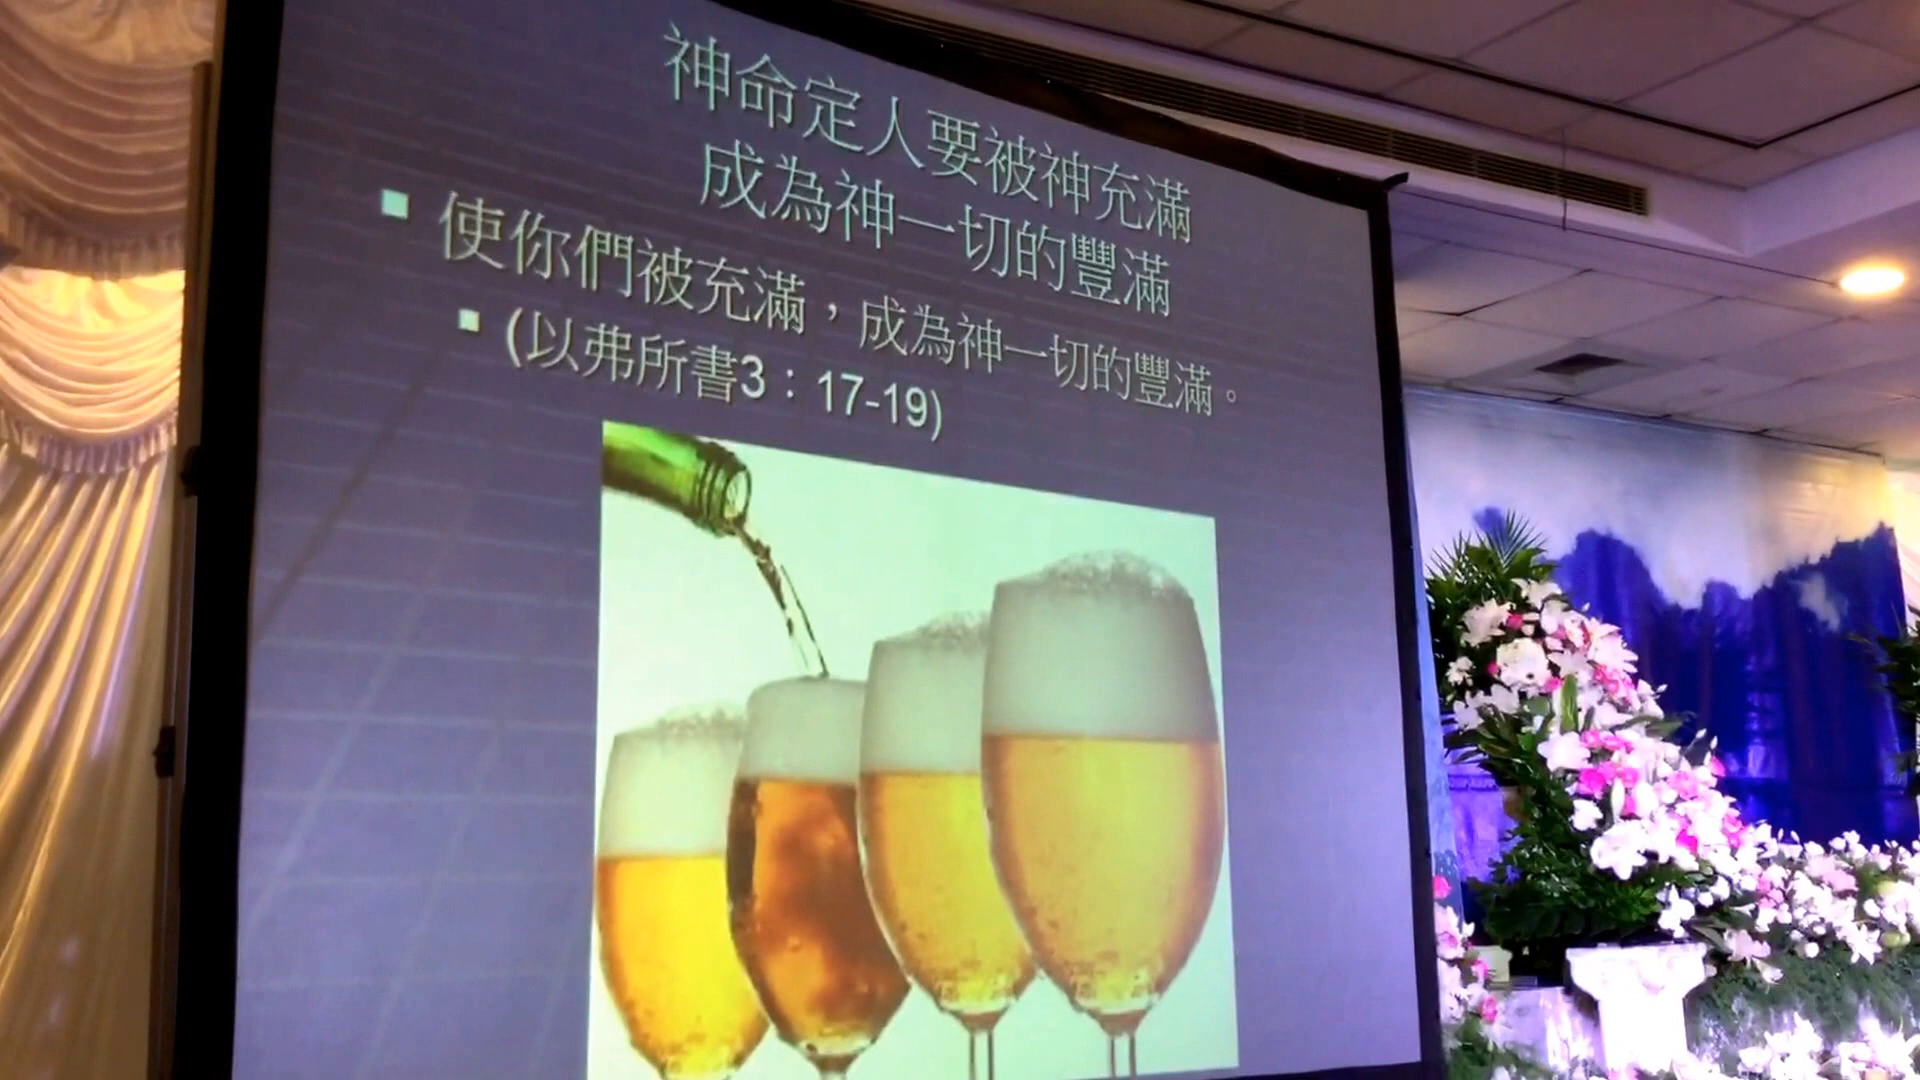 神命定人要被神充滿
成為神一切的豐滿
使你們被充滿，成為神一切的豐滿。
(以弗所書3：17-19)